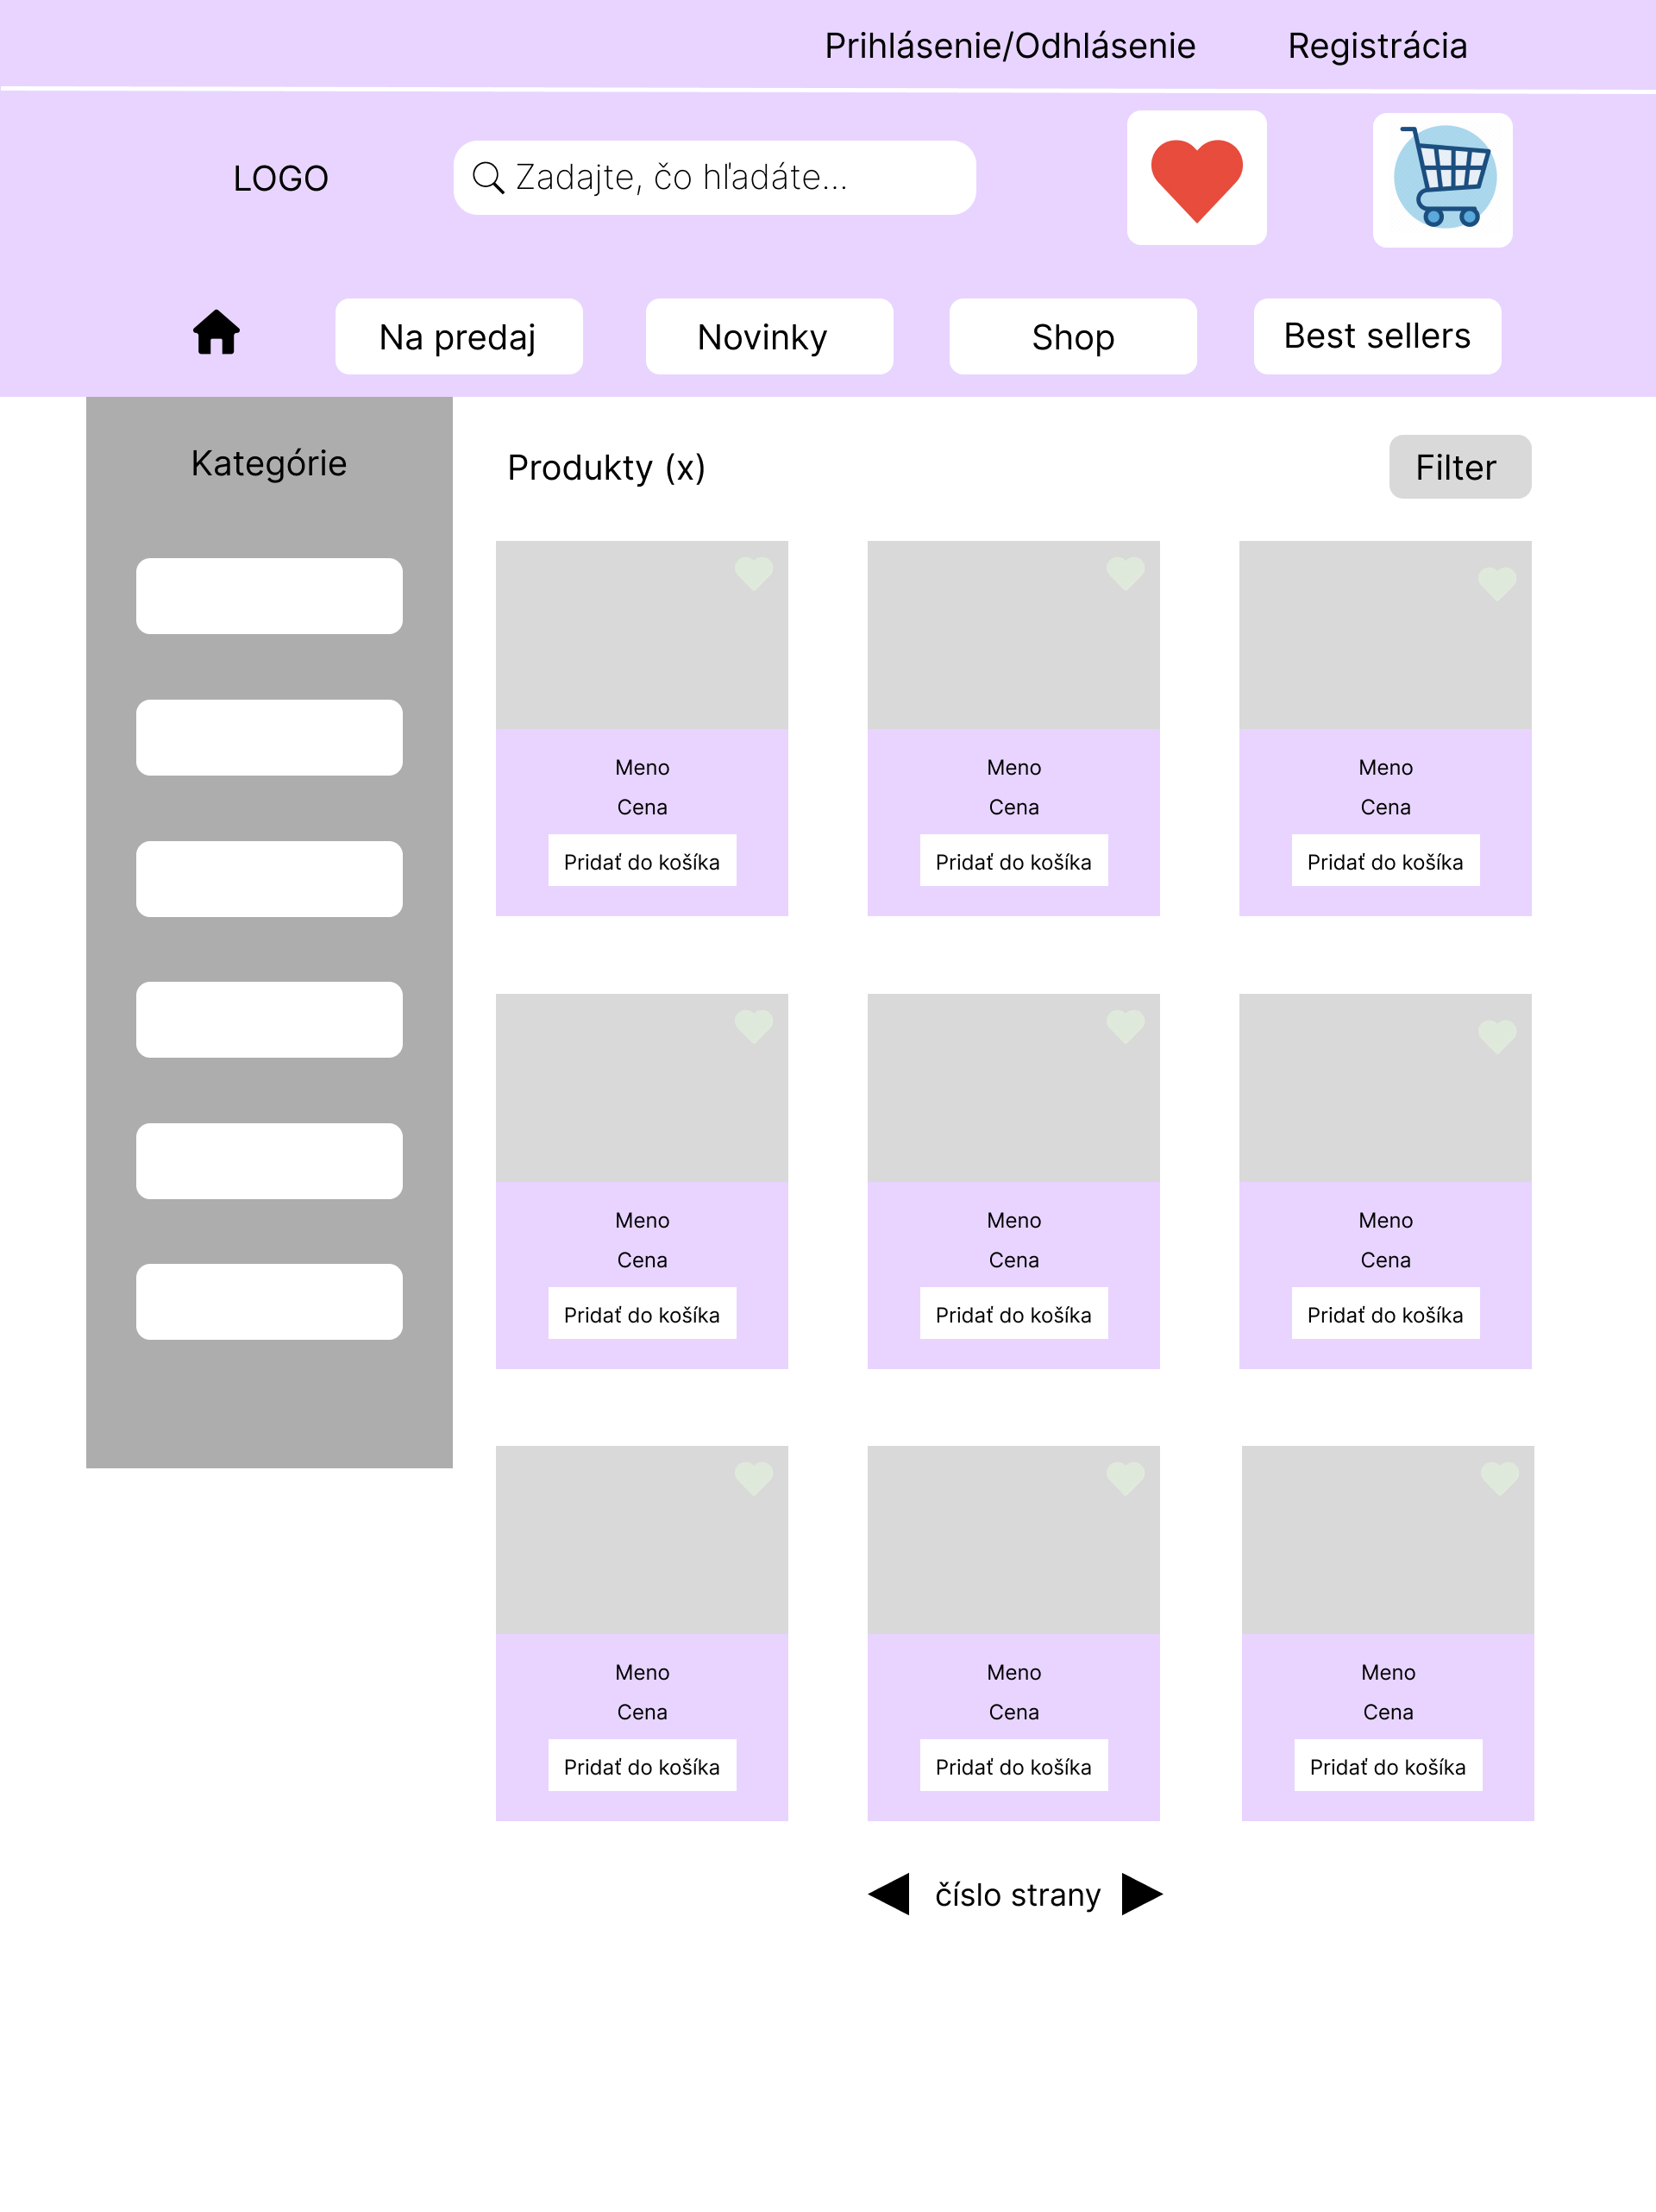 Prihlásenie/Odhlásenie Registrácia
LOGO Zadajte, čo hľadáte...
Na predaj Novinky Shop Best sellers
Kategórie
Produkty (x) Filter
Meno Meno Meno
Cena Cena Cena
Pridať do košíka Pridať do košíka Pridať do košíka
Meno Meno Meno
Cena Cena Cena
Pridať do košíka Pridať do košíka Pridať do košíka
Meno Meno Meno
Cena Cena Cena
Pridať do košíka Pridať do košíka Pridať do košíka
číslo strany